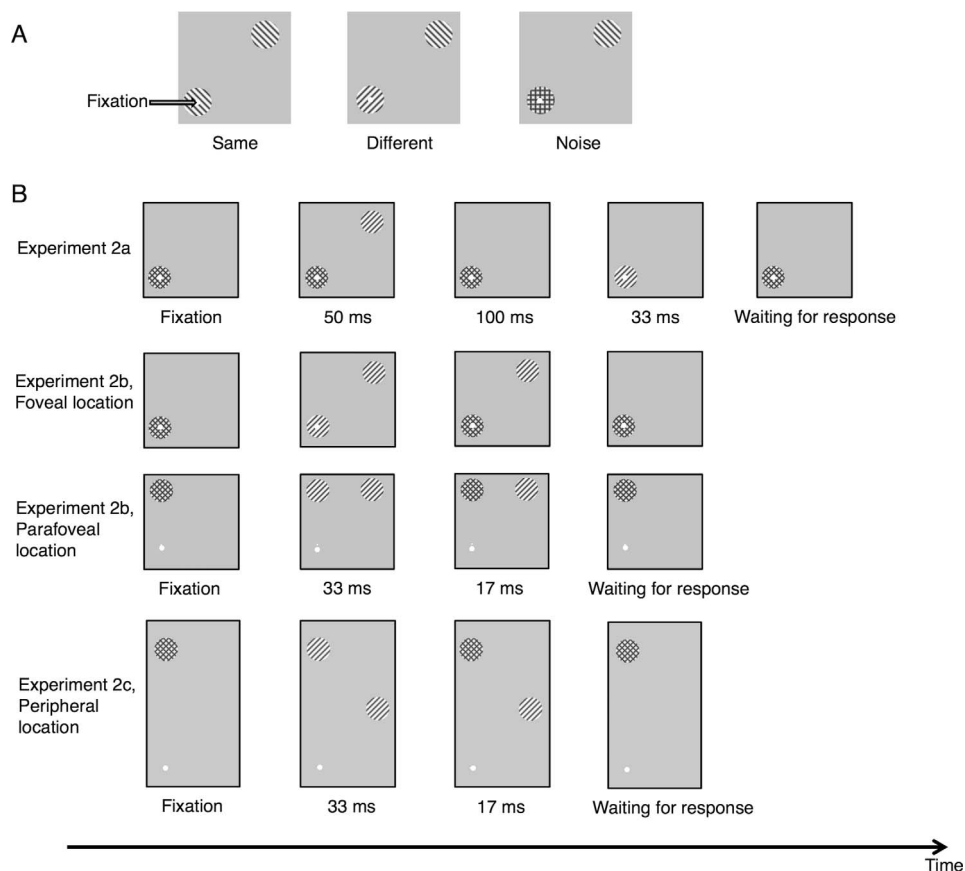 A
Fixation
Same
Different
Noise
B
Experiment 2a
Fixation
50 ms
100 ms
33 ms
Waiting for response
Experiment 2b,
Foveal location
Experiment 2b,
Parafoveal
location
Fixation
33 ms
17 ms
Waiting for response
Experiment 2c,
Peripheral
location
Fixation
33 ms
17 ms
Waiting for response
Time